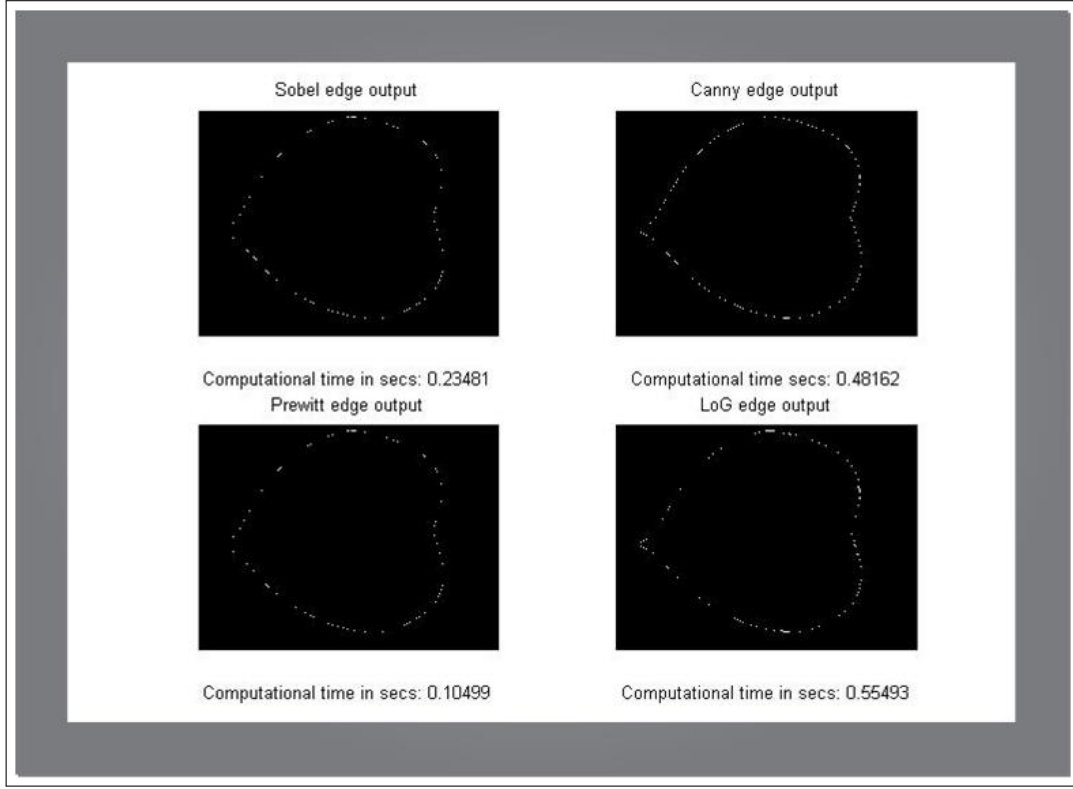 Sobel edge output
Canny edge output
Computational time in secs: 0.23481
Computational time secs: 0.48162
Prewitt edge output
LoG edge output
Computational time in secs: 0.10499
Computational time in secs: 0.55493